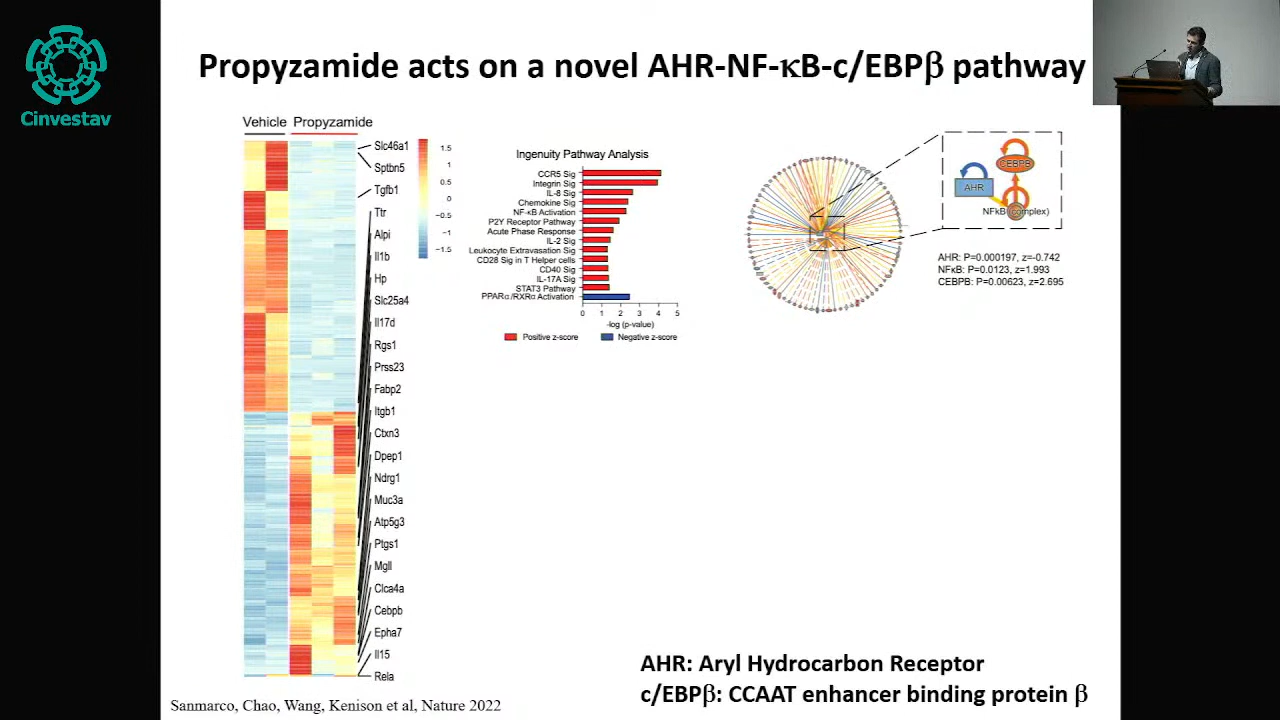 Cinvestav
Propyzamide acts on a novel AHR-NF-κB-c/EBPβ pathway
Vehicle Propyzamide
Slc46a1
Sptbn5
Tgfb1
Ttr
Alpi
Il1b
Hp
Slc25a4
Il17d
Rgs1
Prss23
Fabp2
Itgb1
Ctxn3
Dpep1
Ndrg1
Muc3a
Atp5g3
Ptgs1
Mgll
Clca4a
Cebpb
Epha7
Il15
Rela
1.5
1
0.5
0
−0.5
−1
−1.5
Ingenuity Pathway Analysis
CCR5 Sig
Integrin Sig
IL-8 Sig
Chemokine Sig
NF-κB Activation
P2Y Receptor Pathway
Acute Phase Response
IL-2 Sig
Leukocyte Extravasation Sig
CD28 Sig in T Helper cells
CD40 Sig
IL-17A Sig
STAT3 Pathway
PPARα/RXRα Activation
0 1 2 3 4 5
-log (p-value)
Positive z-score
Negative z-score
CEBPB
AHR
NFkB (complex)
AHR: P=0.000197, z=-0.742
NFκB: P=0.0123, z=1.993
CEBPB: P=0.00623, z=2.695
AHR: Aryl Hydrocarbon Receptor
c/EBPβ: CCAAT enhancer binding protein β
Sanmarco, Chao, Wang, Kenison et al, Nature 2022